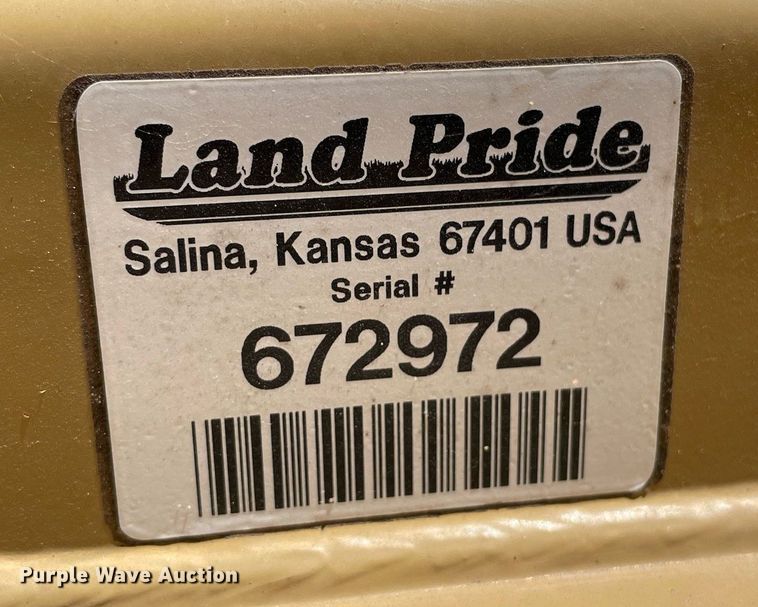 Land Pride
Salina, Kansas 67401 USA
Serial #
672972
Purple Wave Auction